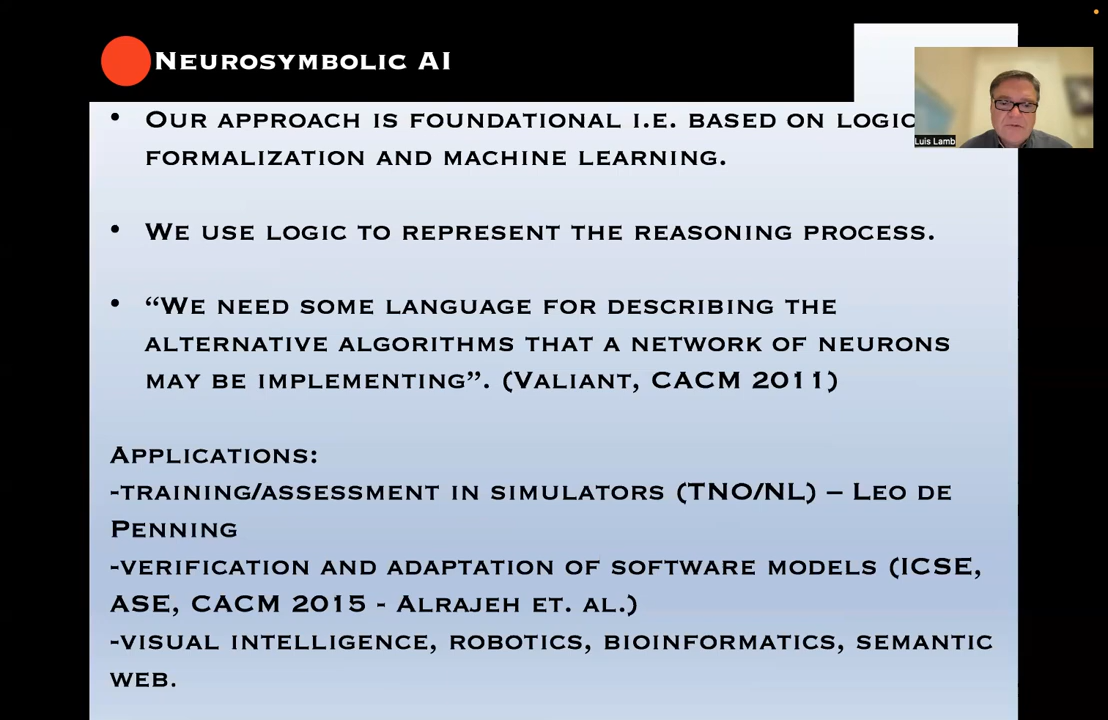 Neurosymbolic AI
• Our approach is foundational i.e. based on logic
formalization and machine learning.
• We use logic to represent the reasoning process.
• “We need some language for describing the
alternative algorithms that a network of neurons
may be implementing”. (Valiant, CACM 2011)
Applications:
-training/assessment in simulators (TNO/NL) – Leo de
Penning
-verification and adaptation of software models (ICSE,
ASE, CACM 2015 - Alrajeh et. al.)
-visual intelligence, robotics, bioinformatics, semantic
web.
Luis Lamb